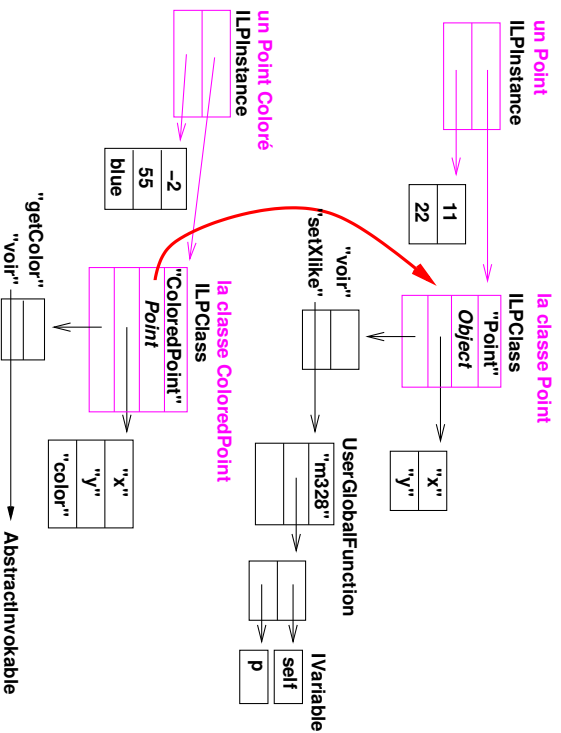 un Point
ILPInstance
11
22
la classe Point
ILPClass
"Point"
Object
"x"
"y"
"voir"
"setXlike"
UserGlobalFunction
"m328"
IVariable
self
p
un Point Coloré
ILPInstance
-2
55
blue
la classe ColoredPoint
ILPClass
"ColoredPoint"
Point
"x"
"y"
"color"
"getColor"
"voir"
AbstractInvokable